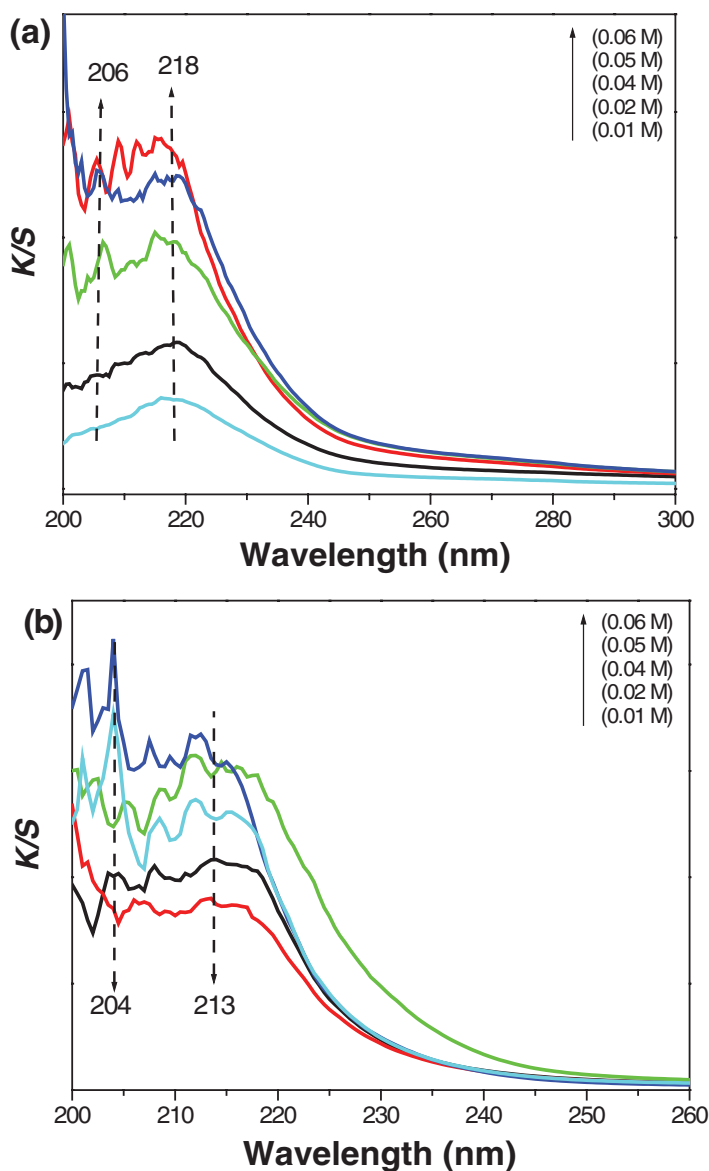 (a)
206
218
(0.06 M)
(0.05 M)
(0.04 M)
(0.02 M)
(0.01 M)
K/S
200 220 240 260 280 300
Wavelength (nm)
(b)
(0.06 M)
(0.05 M)
(0.04 M)
(0.02 M)
(0.01 M)
K/S
204
213
200 210 220 230 240 250 260
Wavelength (nm)